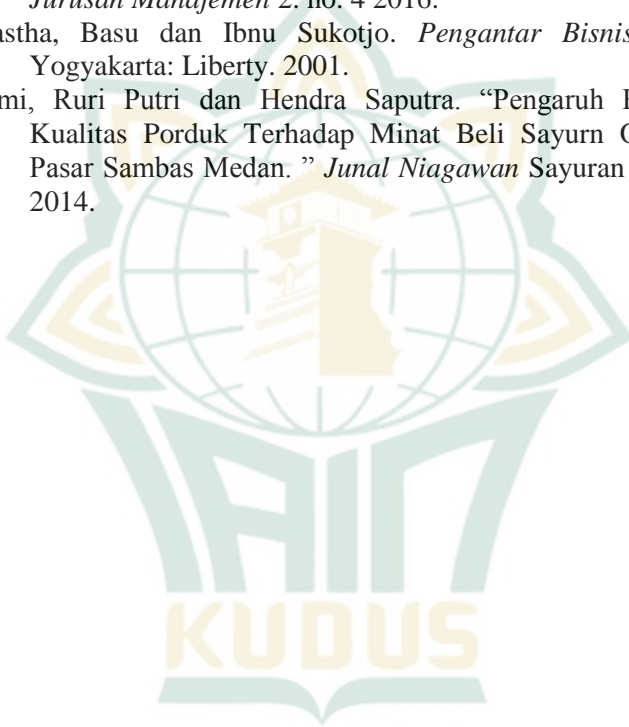 Jurusan Manajemen 2. no. 4 2016.
astha, Basu dan Ibnu Sukotjo. Pengantar Bisnis
Yogyakarta: Liberty. 2001.
mi, Ruri Putri dan Hendra Saputra. “Pengaruh
Kualitas Porduk Terhadap Minat Beli Sayurn
Pasar Sambas Medan. ” Junal Niagawan Sayuran
2014.
IAIN
KUDUS